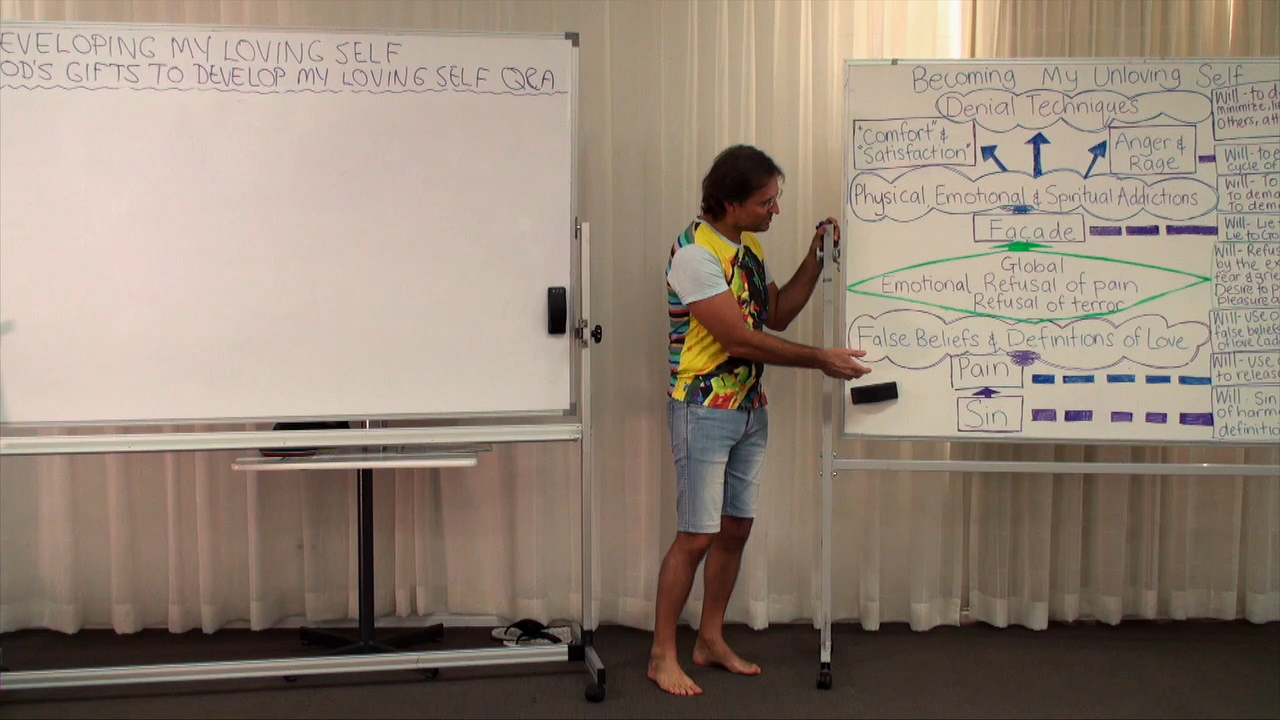 EVELOPING MY LOVING SELF
OD'S GIFTS TO DEVELOP MY LOVING SELF Q&A
Becoming My Unloving Self
Denial Techniques
"Comfort" &
"Satisfaction"
Anger &
Rage
Physical, Emotional & Spiritual Addictions
Façade
Global
Emotional Refusal of pain
Refusal of terror
False Beliefs & Definitions of Love
Pain
Sin
Will - to d
minimize, li
Others, att
Will - to e
cycle of
Will - To
To dema
To dem
Will - Lie
Lie to Go
Will - Refus
by the ex
fear & grie
Desire to p
pleasure o
Will - use o
false belief
of love (ad
Will - use
to release
Will - Sin
of harm
definitio